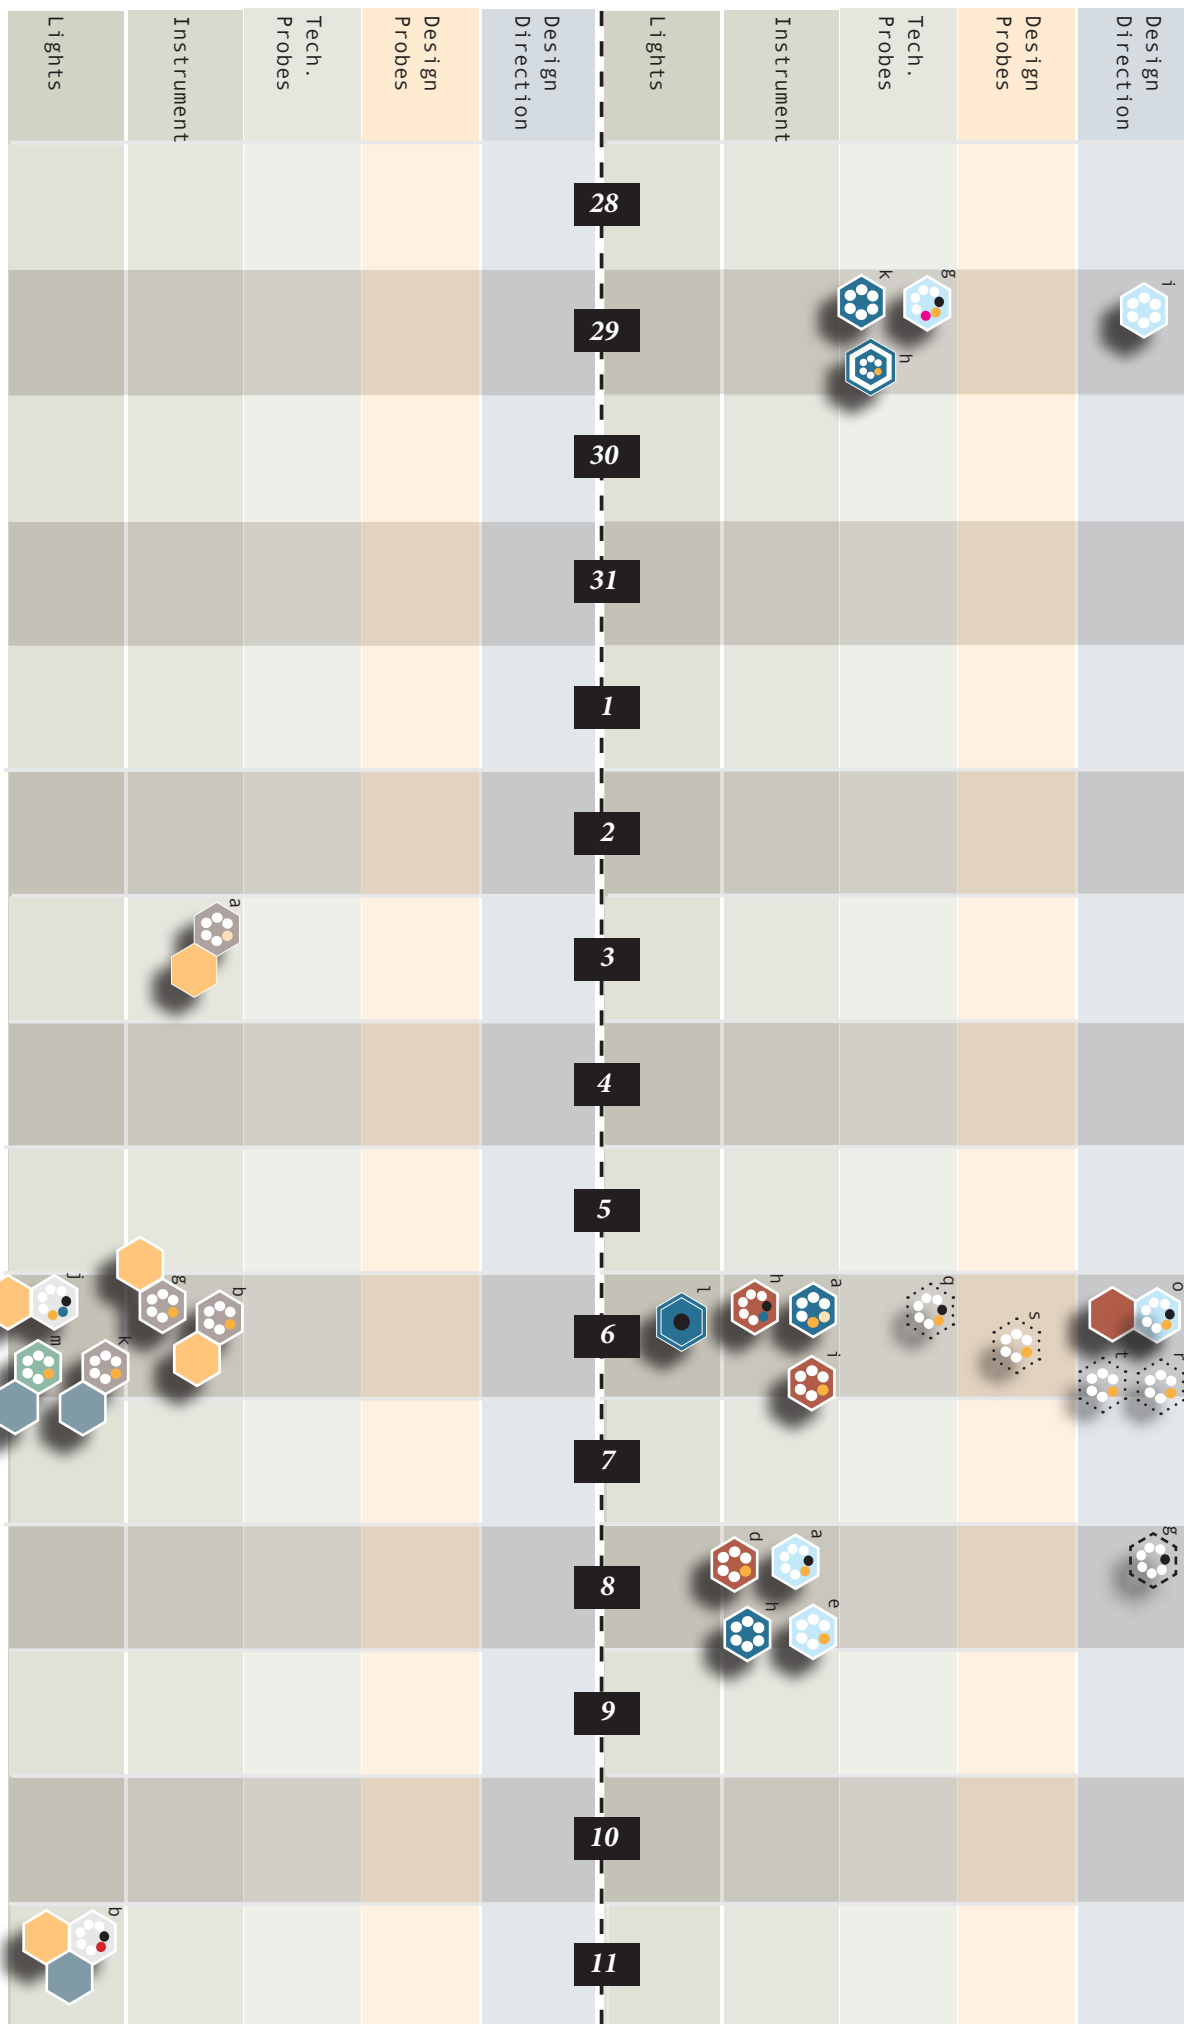 Lights
Instrument
Tech.
Probes
Design
Probes
Design
Direction
Lights
Instrument
Tech.
Probes
Design
Probes
Design
Direction
28
k
g
i
29
h
30
31
1
2
a
3
4
5
j
g
b
l
h
a
q
o
6
s
m
k
i
t
r
7
d
a
g
8
h
e
9
10
b
11